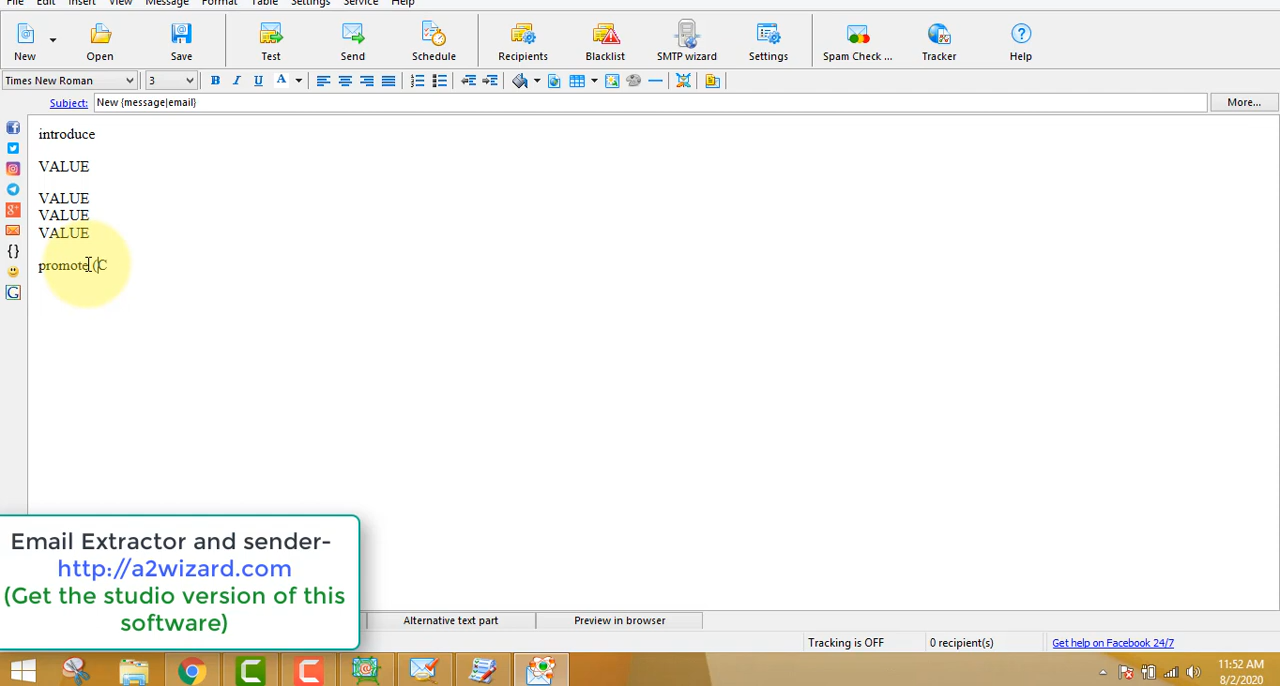 File Edit Insert View Message Format Table Settings Service Help
New Open Save Test Send Schedule Recipients Blacklist SMTP wizard Settings Spam Check ... Tracker Help
Times New Roman 3 B I U A
Subject: New {message|email} More...
introduce
VALUE
VALUE
VALUE
VALUE
promote (C
Email Extractor and sender-
http://a2wizard.com
(Get the studio version of this
software)
Alternative text part Preview in browser
Tracking is OFF 0 recipient(s) Get help on Facebook 24/7
11:52 AM
8/2/2020